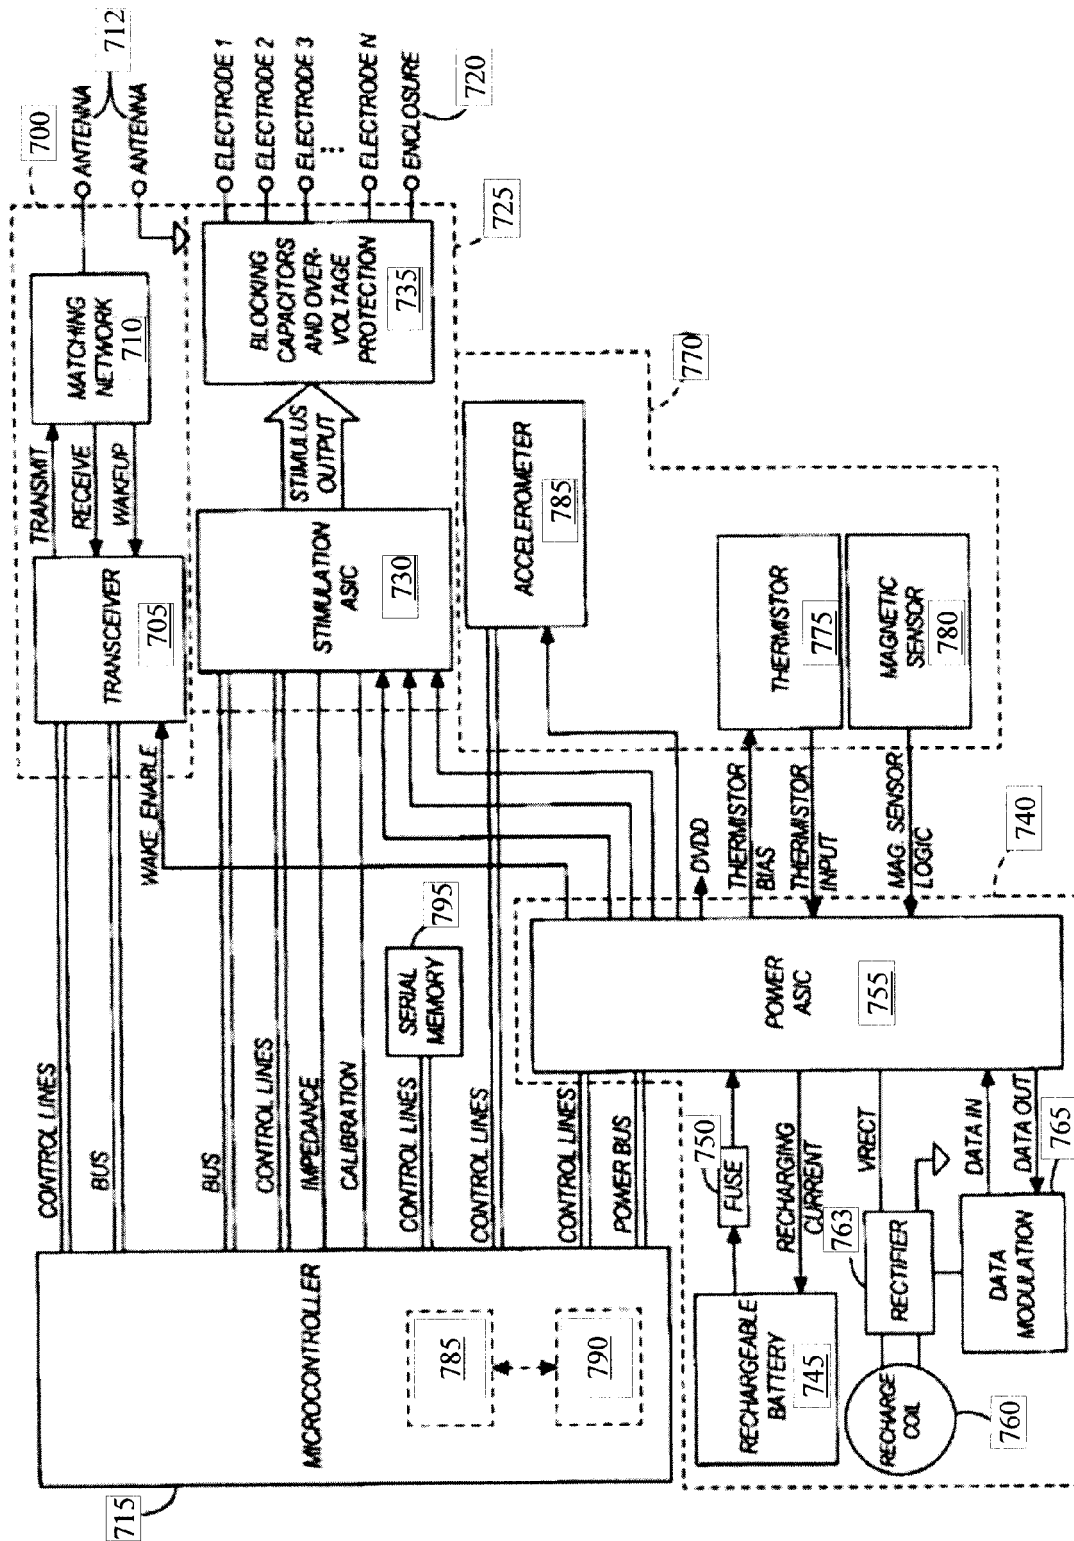 700
712
ANTENNA
ANTENNA
MATCHING
NETWORK
710
TRANSMIT
RECEIVE
WAKEUP
TRANSCEIVER
705
CONTROL LINES
BUS
WAKE ENABLE
ELECTRODE 1
ELECTRODE 2
ELECTRODE 3
ELECTRODE N
ENCLOSURE
720
725
BLOCKING
CAPACITORS
AND OVER-
VOLTAGE
PROTECTION
735
STIMULUS
OUTPUT
STIMULATION
ASIC
730
BUS
CONTROL LINES
IMPEDANCE
CALIBRATION
CONTROL LINES
SERIAL
MEMORY
795
CONTROL LINES
ACCELEROMETER
785
770
THERMISTOR
775
MAGNETIC
SENSOR
780
DVDD
THERMISTOR
BIAS
THERMISTOR
INPUT
MAG. SENSOR
LOGIC
740
POWER
ASIC
755
CONTROL LINES
POWER BUS
MICROCONTROLLER
785
790
715
750
FUSE
RECHARGING
CURRENT
VRECT
DATA IN
DATA OUT
765
763
RECTIFIER
DATA
MODULATION
RECHARGEABLE
BATTERY
745
RECHARGE
COIL
760